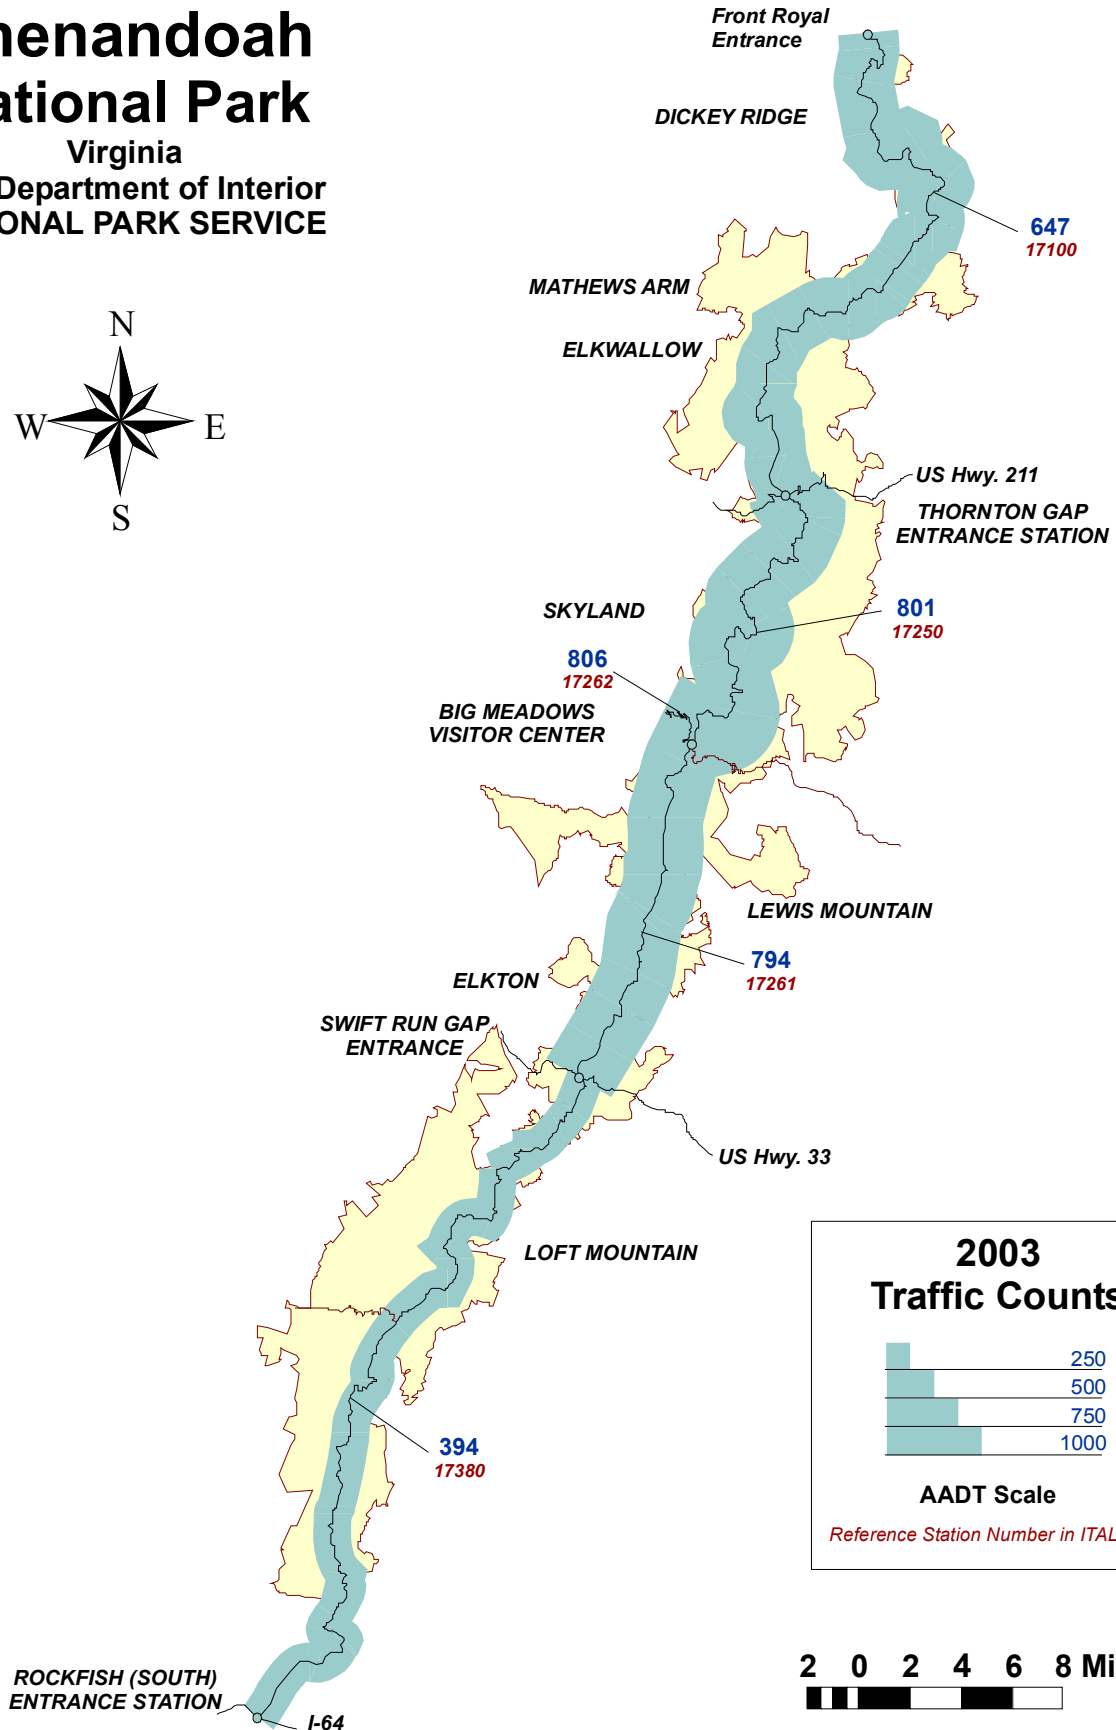 henandoah
ational Park
Virginia
Department of Interior
ONAL PARK SERVICE
Front Royal
Entrance
DICKEY RIDGE
647
17100
MATHEWS ARM
ELKWALLOW
N
W
E
S
US Hwy. 211
THORNTON GAP
ENTRANCE STATION
SKYLAND
801
17250
806
17262
BIG MEADOWS
VISITOR CENTER
LEWIS MOUNTAIN
794
17261
ELKTON
SWIFT RUN GAP
ENTRANCE
US Hwy. 33
LOFT MOUNTAIN
394
17380
2003
Traffic Counts
250
500
750
1000
AADT Scale
Reference Station Number in ITAL
ROCKFISH (SOUTH)
ENTRANCE STATION
I-64
2 0 2 4 6 8 Mi